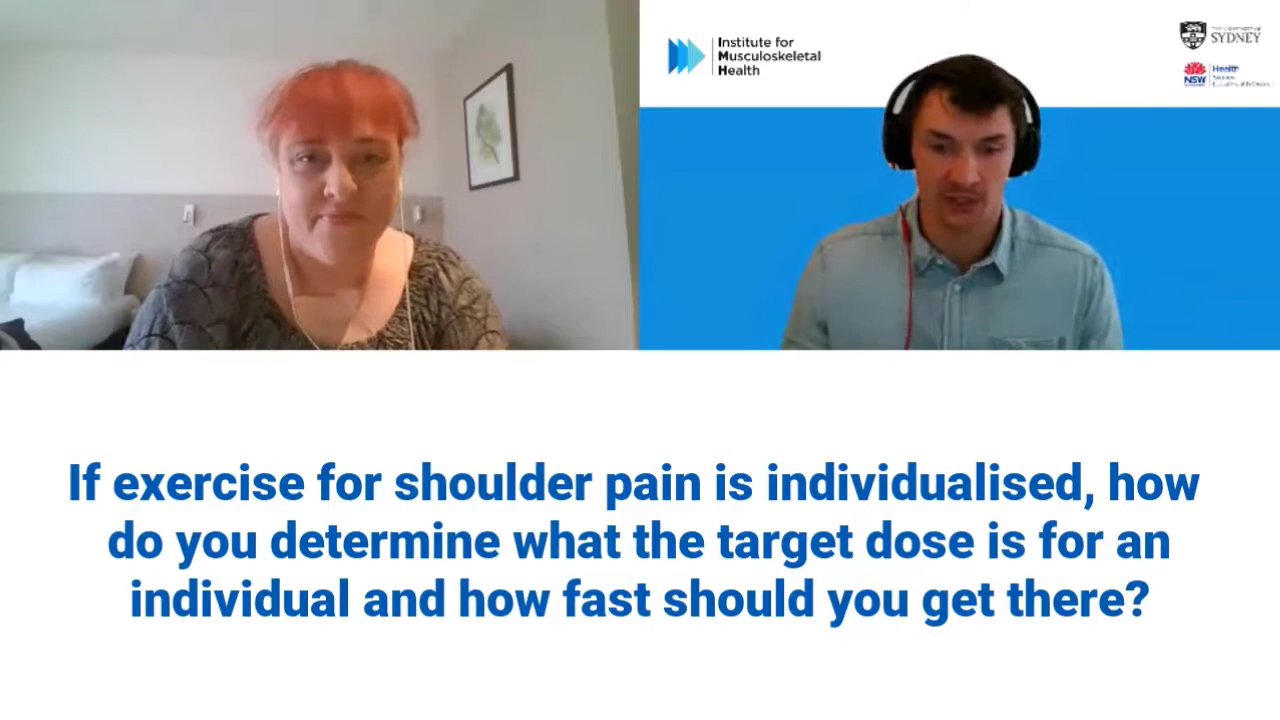 Institute for
Musculoskeletal
Health
SYDNEY
Health
NSW
If exercise for shoulder pain is individualised, how
do you determine what the target dose is for an
individual and how fast should you get there?